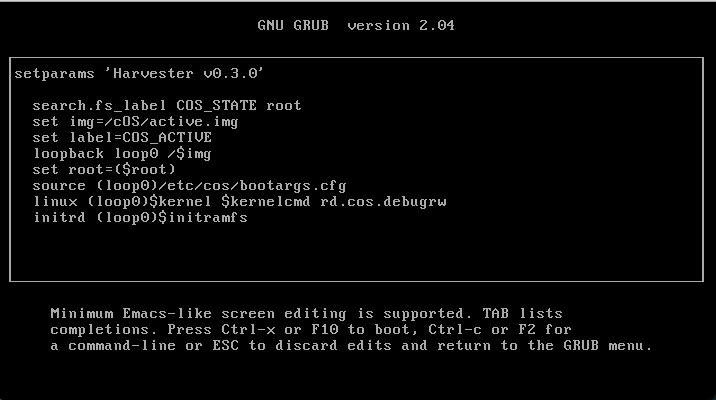 GNU GRUB  version 2.04
setparams 'Harvester v0.3.0'
search.fs_label COS_STATE root
set img=/cOS/active.img
set label=COS_ACTIVE
loopback loop0 /$img
set root=($root)
source (loop0)/etc/cos/bootargs.cfg
linux (loop0)$kernel $kernelcmd rd.cos.debugrw
initrd (loop0)$initramfs
Minimum Emacs-like screen editing is supported. TAB lists
completions. Press Ctrl-x or F10 to boot, Ctrl-c or F2 for
a command-line or ESC to discard edits and return to the GRUB menu.